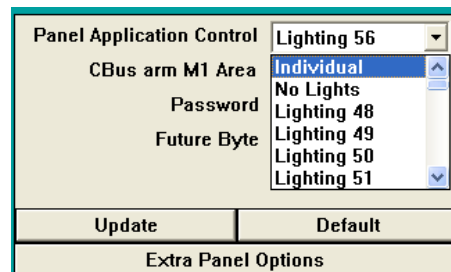 Panel Application Control Lighting 56
CBus arm M1 Area Individual
No Lights
Password Lighting 48
Future Byte Lighting 49
Lighting 50
Lighting 51
Update Default
Extra Panel Options